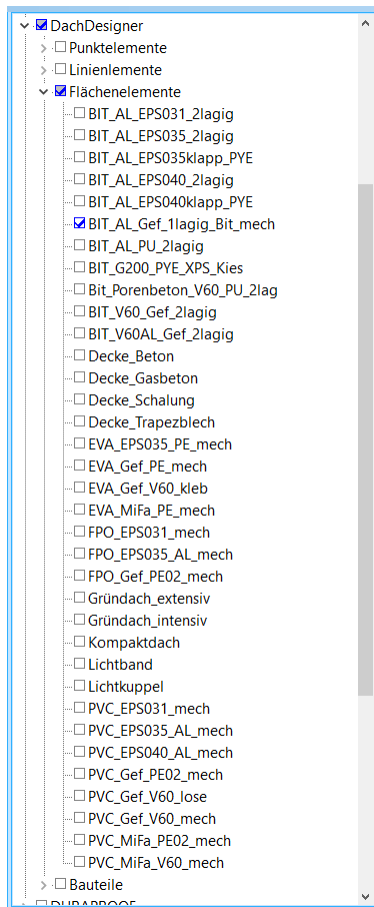 DachDesigner
Punktelemente
Linienlemente
Flächenelemente
BIT_AL_EPS031_2lagig
BIT_AL_EPS035_2lagig
BIT_AL_EPS035klapp_PYE
BIT_AL_EPS040_2lagig
BIT_AL_EPS040klapp_PYE
BIT_AL_Gef_1lagig_Bit_mech
BIT_AL_PU_2lagig
BIT_G200_PYE_XPS_Kies
Bit_Porenbeton_V60_PU_2lag
BIT_V60_Gef_2lagig
BIT_V60AL_Gef_2lagig
Decke_Beton
Decke_Gasbeton
Decke_Schalung
Decke_Trapezblech
EVA_EPS035_PE_mech
EVA_Gef_PE_mech
EVA_Gef_V60_kleb
EVA_MiFa_PE_mech
FPO_EPS031_mech
FPO_EPS035_AL_mech
FPO_Gef_PE02_mech
Gründach_extensiv
Gründach_intensiv
Kompaktdach
Lichtband
Lichtkuppel
PVC_EPS031_mech
PVC_EPS035_AL_mech
PVC_EPS040_AL_mech
PVC_Gef_PE02_mech
PVC_Gef_V60_lose
PVC_Gef_V60_mech
PVC_MiFa_PE02_mech
PVC_MiFa_V60_mech
Bauteile